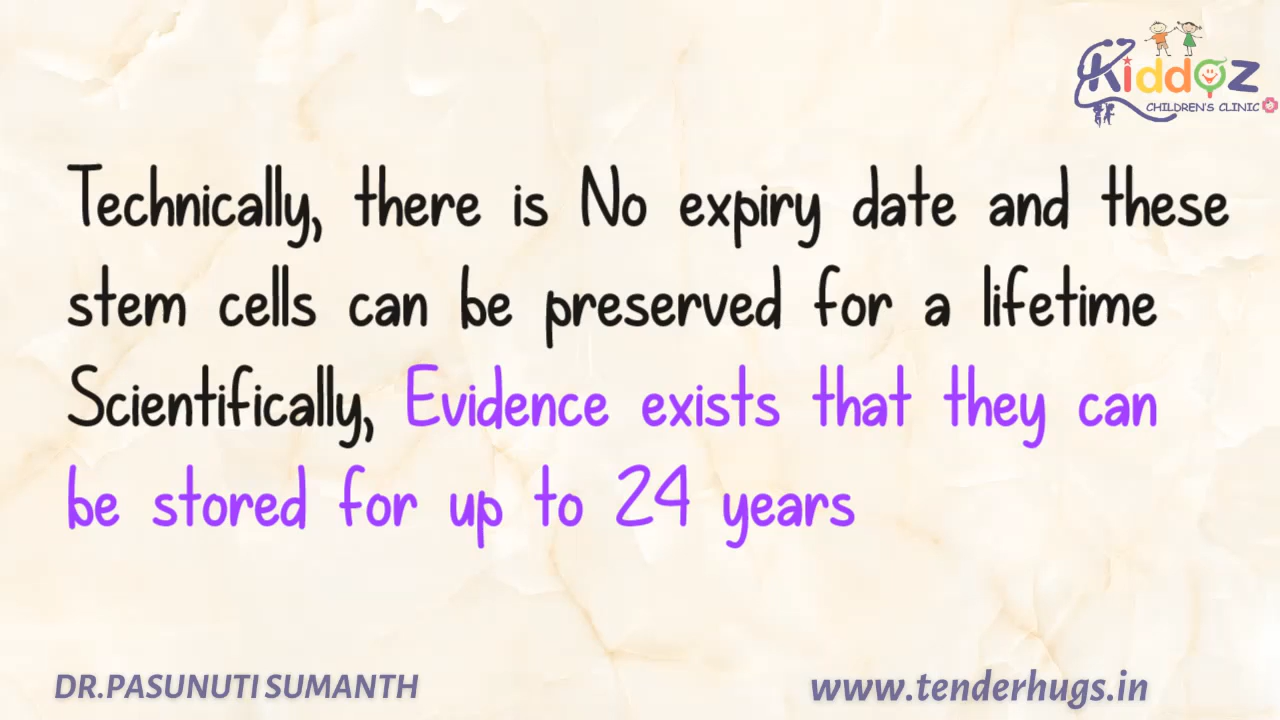 Kiddoz
CHILDREN'S CLINIC
Technically, there is No expiry date and these
stem cells can be preserved for a lifetime
Scientifically, Evidence exists that they can
be stored for up to 24 years
DR.PASUNUTI SUMANTH
www.tenderhugs.in